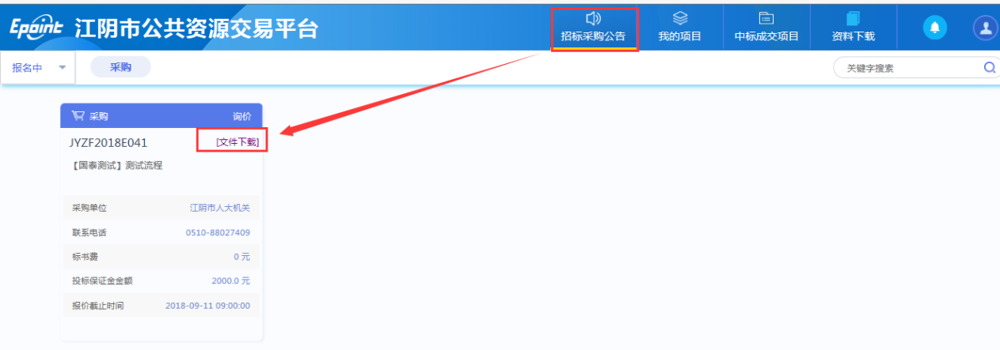 Epoint 江阴市公共资源交易平台
招标采购公告 我的项目 中标成交项目 资料下载
报名中 采购 关键字搜索
采购 询价
JYZF2018E041 [文件下载]
【国泰测试】测试流程
采购单位 江阴市人大机关
联系电话 0510-88027409
标书费 0 元
投标保证金金额 2000.0 元
报价截止时间 2018-09-11 09:00:00